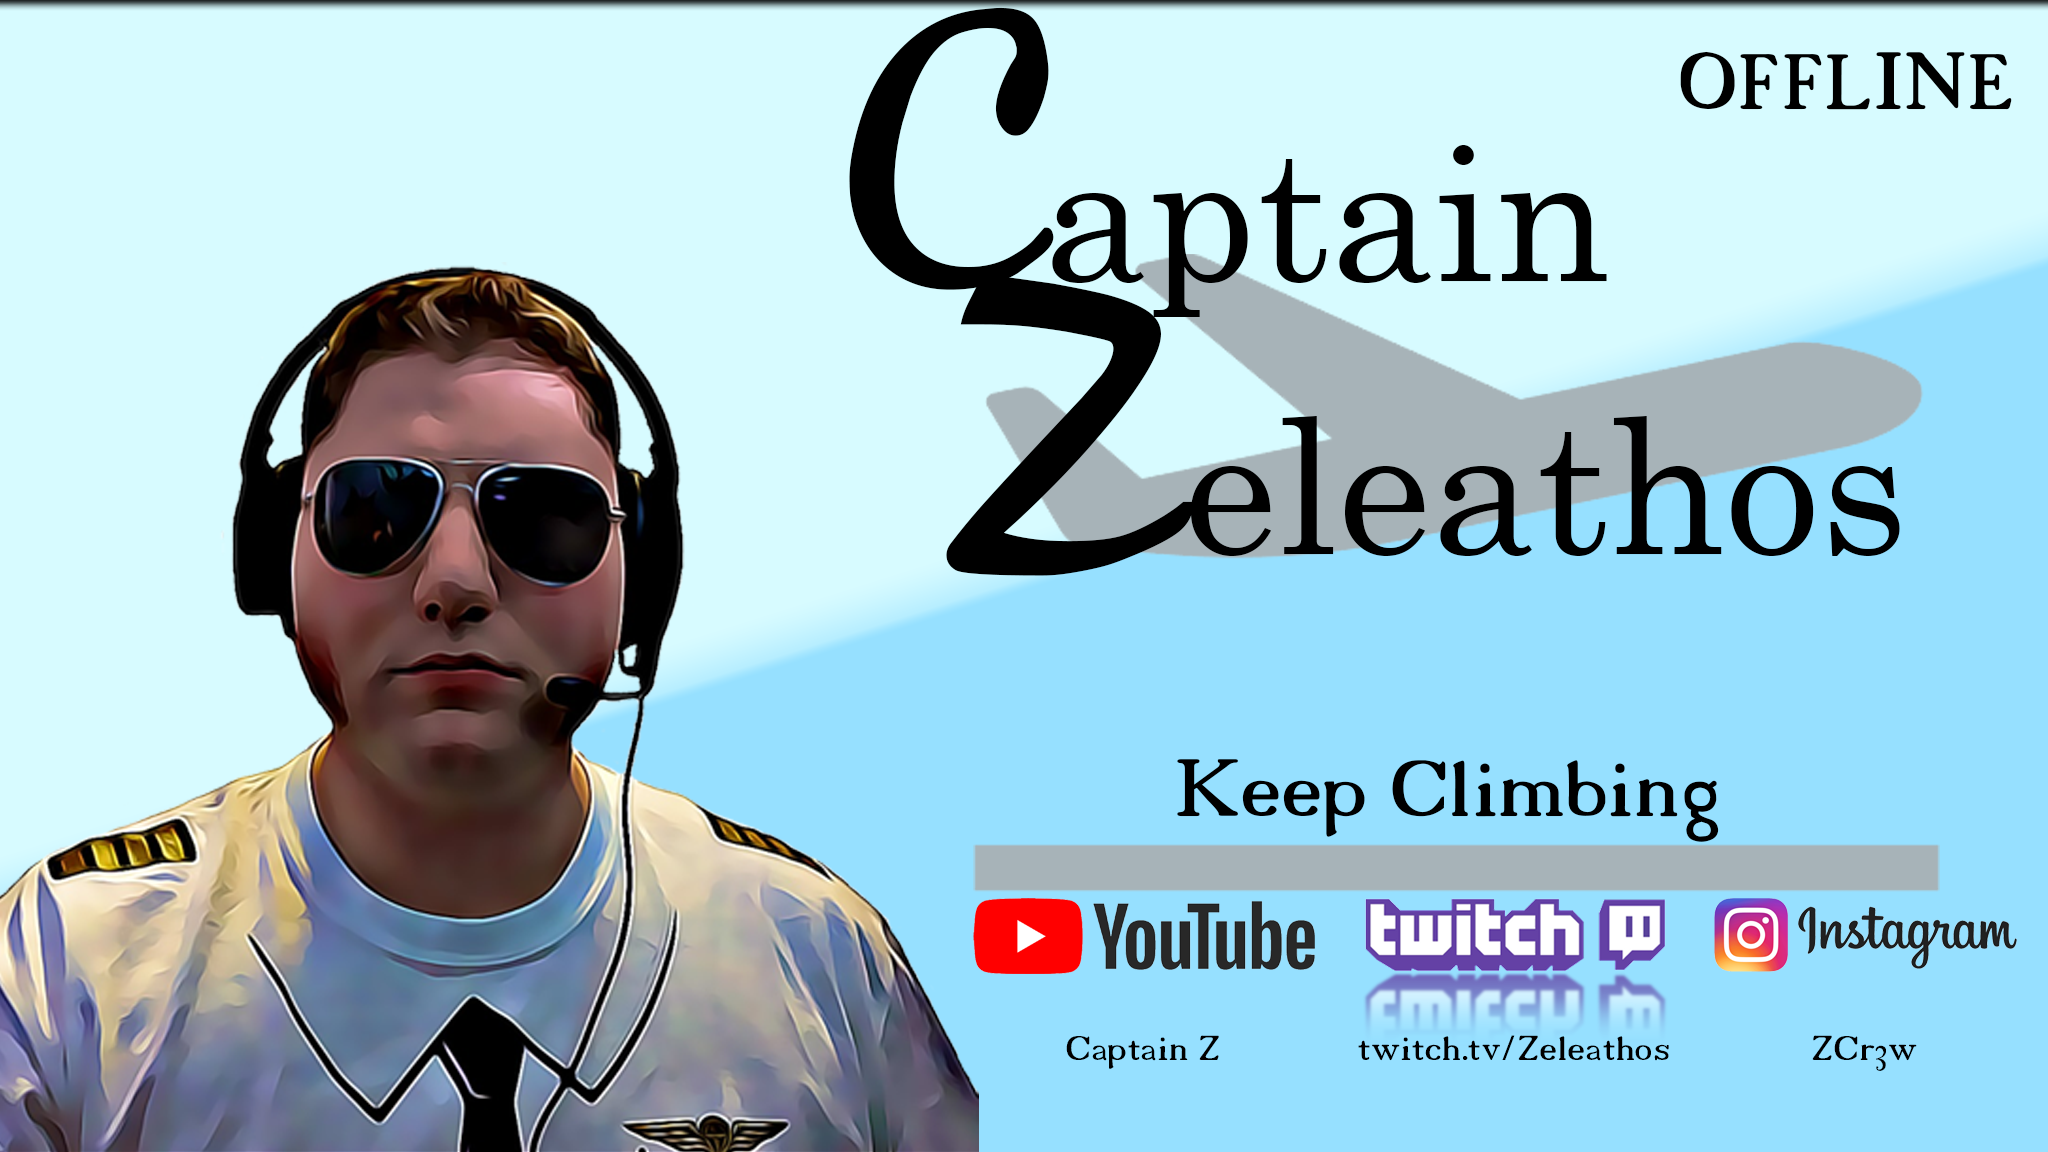 OFFLINE
Captain
Zeleathos
Keep Climbing
YouTube twitch Instagram
Captain Z twitch.tv/Zeleathos ZCr3w